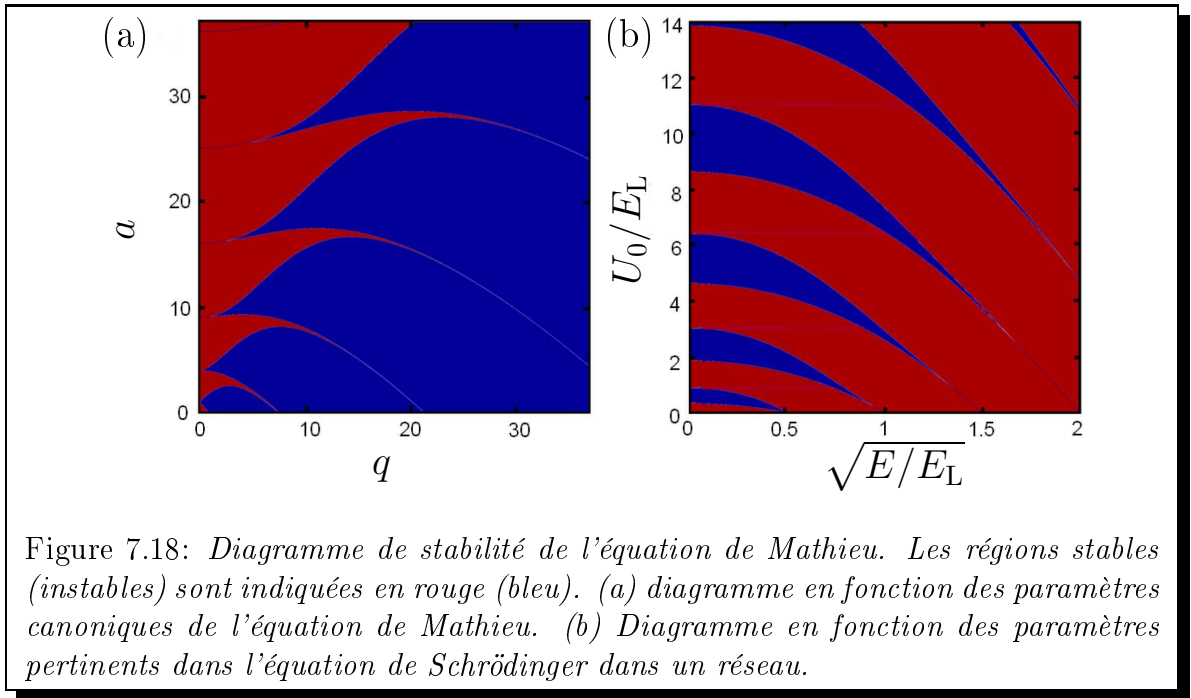 (a)
30
20
10
0
a
0 10 20 30
q
(b)
14
12
10
8
6
4
2
0
U0/EL
0 0.5 1 1.5 2
√E/EL
Figure 7.18: Diagramme de stabilité de l'équation de Mathieu. Les régions stables
(instables) sont indiquées en rouge (bleu). (a) diagramme en fonction des paramètres
canoniques de l'équation de Mathieu. (b) Diagramme en fonction des paramètres
pertinents dans l'équation de Schrödinger dans un réseau.